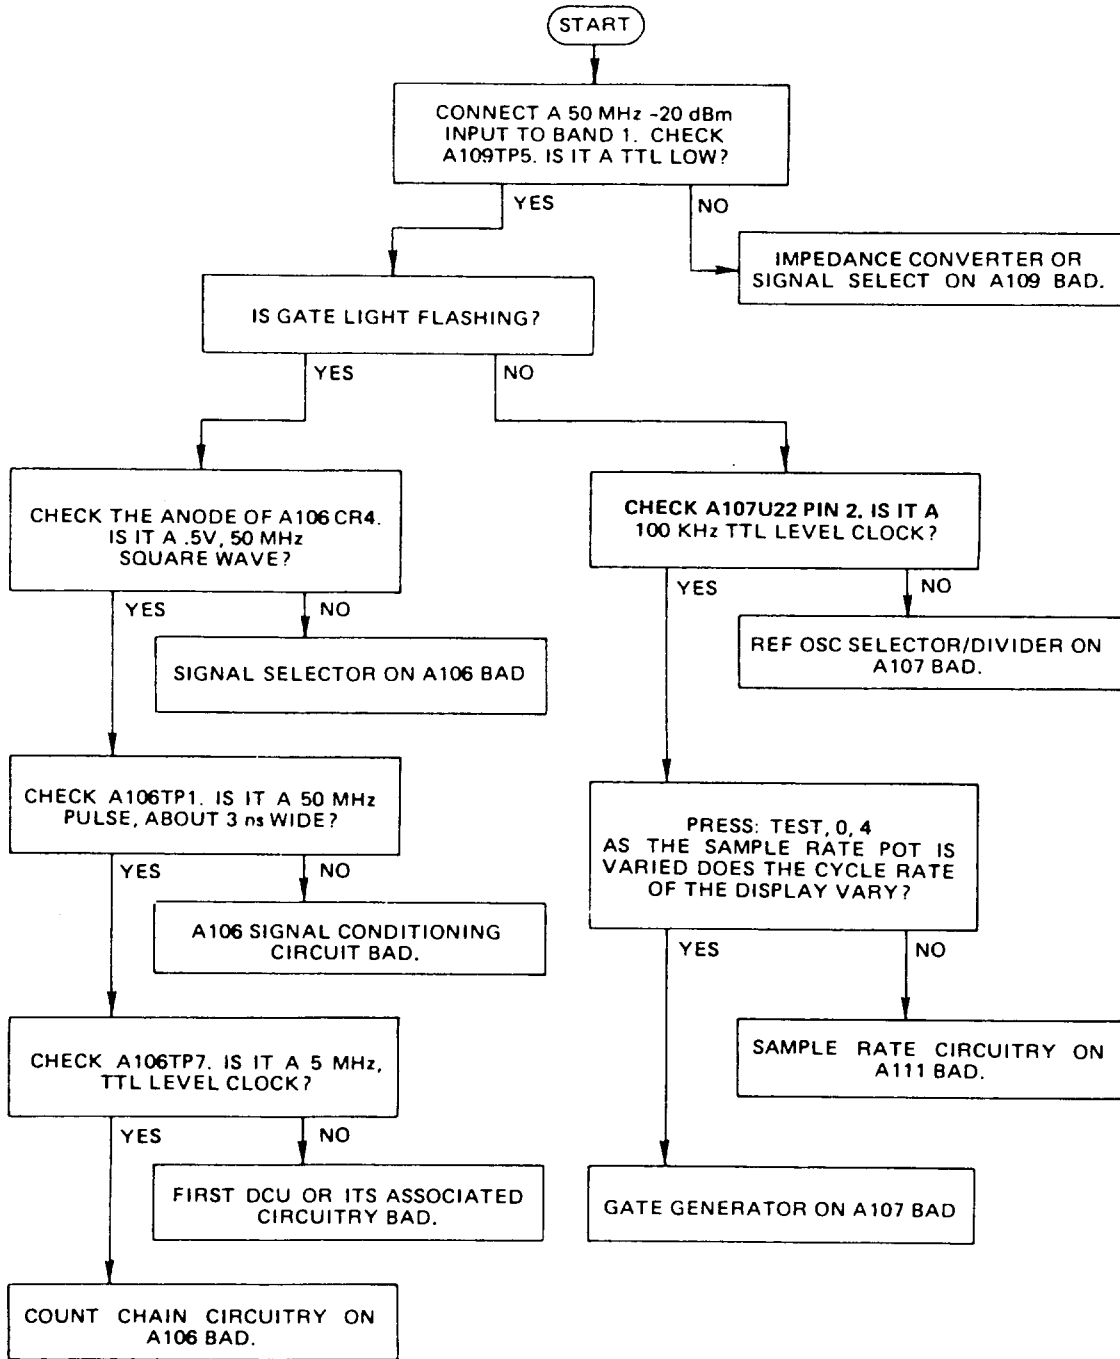 START
CONNECT A 50 MHz -20 dBm
INPUT TO BAND 1. CHECK
A109TP5. IS IT A TTL LOW?
YES
NO
IMPEDANCE CONVERTER OR
SIGNAL SELECT ON A109 BAD.
IS GATE LIGHT FLASHING?
YES
NO
CHECK THE ANODE OF A106 CR4.
IS IT A .5V, 50 MHz
SQUARE WAVE?
CHECK A107U22 PIN 2. IS IT A
100 KHz TTL LEVEL CLOCK?
YES
NO
YES
NO
SIGNAL SELECTOR ON A106 BAD
REF OSC SELECTOR/DIVIDER ON
A107 BAD.
CHECK A106TP1. IS IT A 50 MHz
PULSE, ABOUT 3 ns WIDE?
PRESS: TEST, 0, 4
AS THE SAMPLE RATE POT IS
VARIED DOES THE CYCLE RATE
OF THE DISPLAY VARY?
YES
NO
A106 SIGNAL CONDITIONING
CIRCUIT BAD.
YES
NO
CHECK A106TP7. IS IT A 5 MHz,
TTL LEVEL CLOCK?
SAMPLE RATE CIRCUITRY ON
A111 BAD.
YES
NO
FIRST DCU OR ITS ASSOCIATED
CIRCUITRY BAD.
GATE GENERATOR ON A107 BAD
COUNT CHAIN CIRCUITRY ON
A106 BAD.